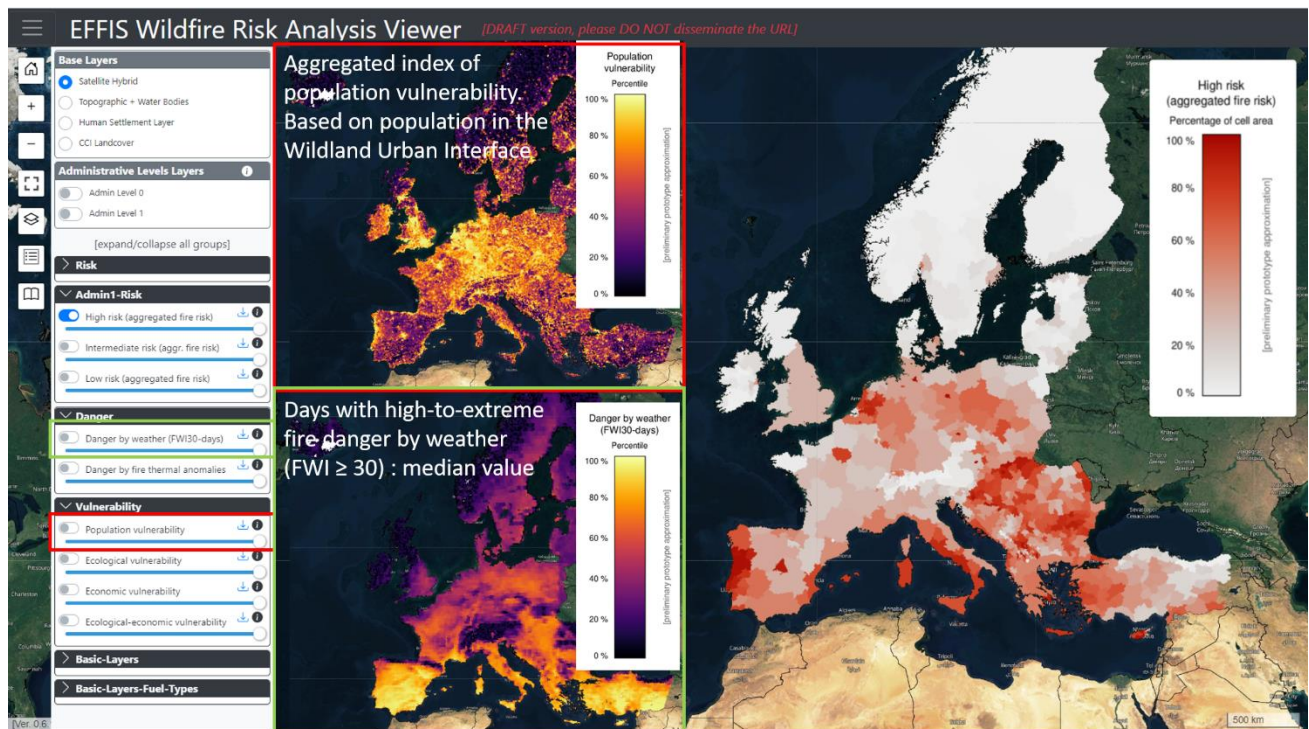 EFFIS Wildfire Risk Analysis Viewer
[DRAFT version, please DO NOT disseminate the URL]
Base Layers
Satellite Hybrid
Topographic + Water Bodies
Human Settlement Layer
CCI Landcover
Administrative Levels Layers
Admin Level 0
Admin Level 1
[expand/collapse all groups]
Risk
Admin1-Risk
High risk (aggregated fire risk)
Intermediate risk (aggr. fire risk)
Low risk (aggregated fire risk)
Danger
Danger by weather (FWI30-days)
Danger by fire thermal anomalies
Vulnerability
Population vulnerability
Ecological vulnerability
Economic vulnerability
Ecological-economic vulnerability
Basic-Layers
Basic-Layers-Fuel-Types
[Ver. 0.6
Aggregated index of
population vulnerability.
Based on population in the
Wildland Urban Interface
Population
vulnerability
Percentile
100 %
80 %
60 %
40 %
20 %
0 %
[preliminary prototype approximation]
Days with high-to-extreme
fire danger by weather
(FWI ≥ 30) : median value
Danger by weather
(FWI30-days)
Percentile
100 %
80 %
60 %
40 %
20 %
0 %
[preliminary prototype approximation]
High risk
(aggregated fire risk)
Percentage of cell area
100 %
80 %
60 %
40 %
20 %
0 %
[preliminary prototype approximation]
500 km